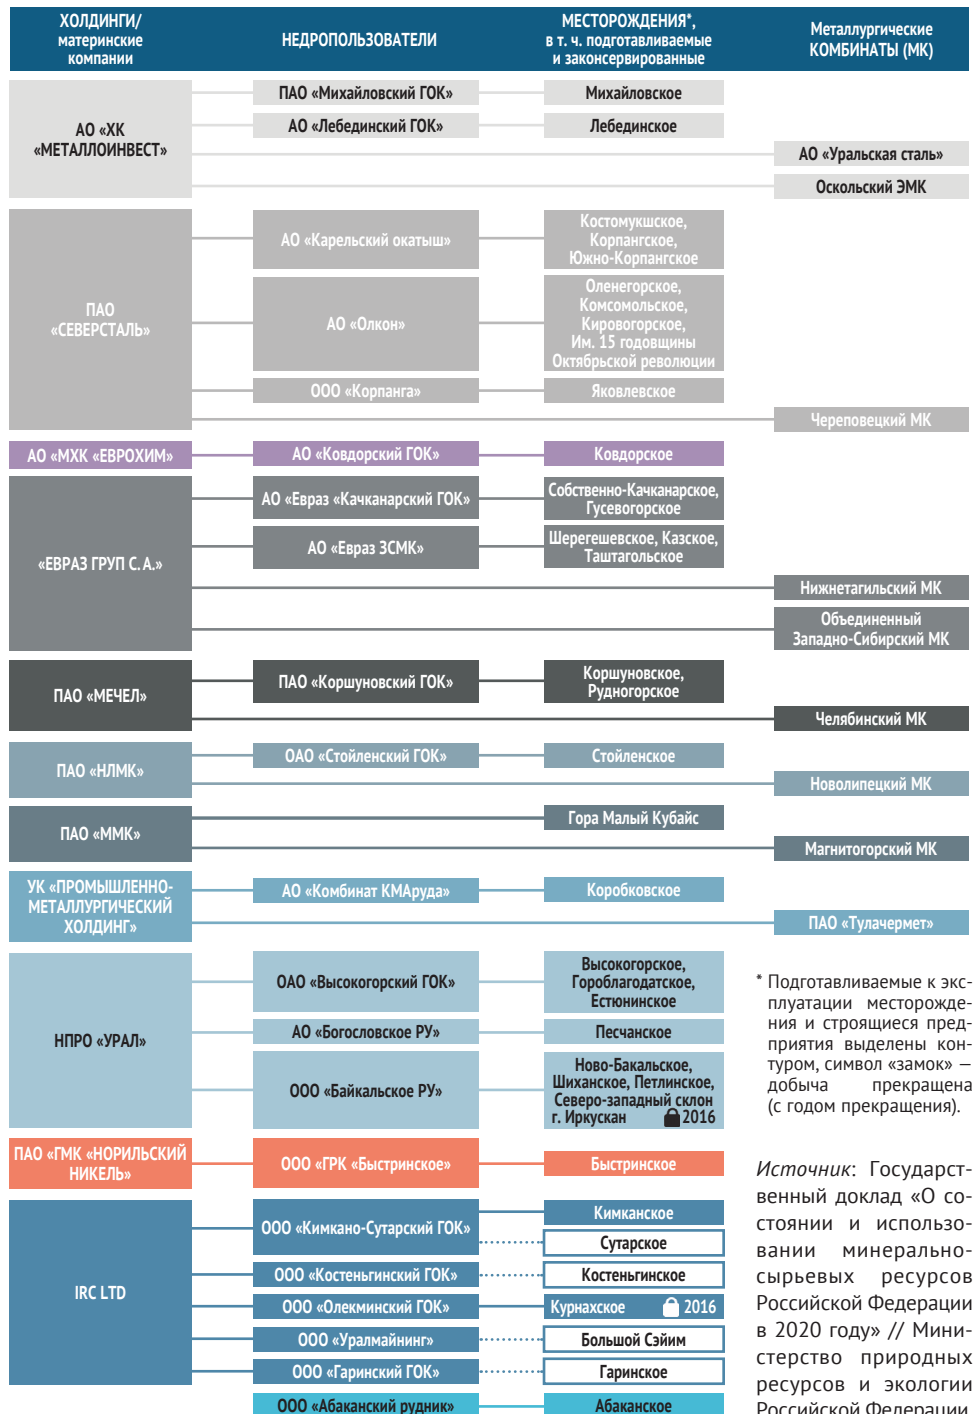 ХОЛДИНГИ/
материнские
компании
НЕДРОПОЛЬЗОВАТЕЛИ
МЕСТОРОЖДЕНИЯ*,
в т. ч. подготавливаемые
и законсервированные
Металлургические
КОМБИНАТЫ (МК)
АО «ХК
«МЕТАЛЛОИНВЕСТ»
ПАО «Михайловский ГОК»
Михайловское
АО «Лебединский ГОК»
Лебединское
АО «Уральская сталь»
Оскольский ЭМК
ПАО
«СЕВЕРСТАЛЬ»
АО «Карельский окатыш»
Костомукшское,
Корпангское,
Южно-Корпангское
АО «Олкон»
Оленегорское,
Комсомольское,
Кировогорское,
Им. 15 годовщины
Октябрьской революции
ООО «Корпанга»
Яковлевское
Череповецкий МК
АО «МХК «ЕВРОХИМ»
АО «Ковдорский ГОК»
Ковдорское
«ЕВРАЗ ГРУП С. А.»
АО «Евраз «Качканарский ГОК»
Собственно-Качканарское,
Гусевогорское
АО «Евраз ЗСМК»
Шерегешевское, Казское,
Таштагольское
Нижнетагильский МК
Объединенный
Западно-Сибирский МК
ПАО «МЕЧЕЛ»
ПАО «Коршуновский ГОК»
Коршуновское,
Рудногорское
Челябинский МК
ПАО «НЛМК»
ОАО «Стойленский ГОК»
Стойленское
Новолипецкий МК
ПАО «ММК»
Гора Малый Кубайс
Магнитогорский МК
УК «ПРОМЫШЛЕННО-
МЕТАЛЛУРГИЧЕСКИЙ
ХОЛДИНГ»
АО «Комбинат КМАруда»
Коробковское
ПАО «Тулачермет»
НПРО «УРАЛ»
ОАО «Высокогорский ГОК»
Высокогорское,
Гороблагодатское,
Естюнинское
АО «Богословское РУ»
Песчанское
ООО «Байкальское РУ»
Ново-Бакальское,
Шиханское, Петлинское,
Северо-западный склон
г. Иркускан 2016
ПАО «ГМК «НОРИЛЬСКИЙ
НИКЕЛЬ»
ООО «ГРК «Быстринское»
Быстринское
IRC LTD
ООО «Кимкано-Сутарский ГОК»
Кимканское
Сутарское
ООО «Костеньгинский ГОК»
Костеньгинское
ООО «Олекминский ГОК»
Курнахское 2016
ООО «Уралмайнинг»
Большой Сэйим
ООО «Гаринский ГОК»
Гаринское
ООО «Абаканский рудник»
Абаканское
* Подготавливаемые к экс-
плуатации месторожде-
ния и строящиеся пред-
приятия выделены кон-
туром, символ «замок» —
добыча прекращена
(с годом прекращения).
Источник: Государст-
венный доклад «О со-
стоянии и использо-
вании минерально-
сырьевых ресурсов
Российской Федерации
в 2020 году» // Мини-
стерство природных
ресурсов и экологии
Российской Федерации